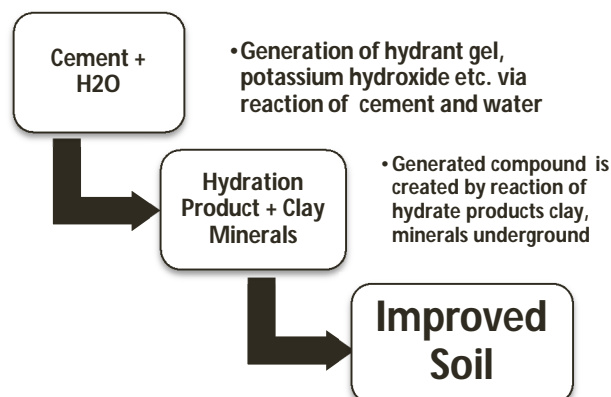 Cement +
H2O
•Generation of hydrant gel,
potassium hydroxide etc. via
reaction of cement and water
Hydration
Product + Clay
Minerals
•Generated compound is
created by reaction of
hydrate products clay,
minerals underground
Improved
Soil